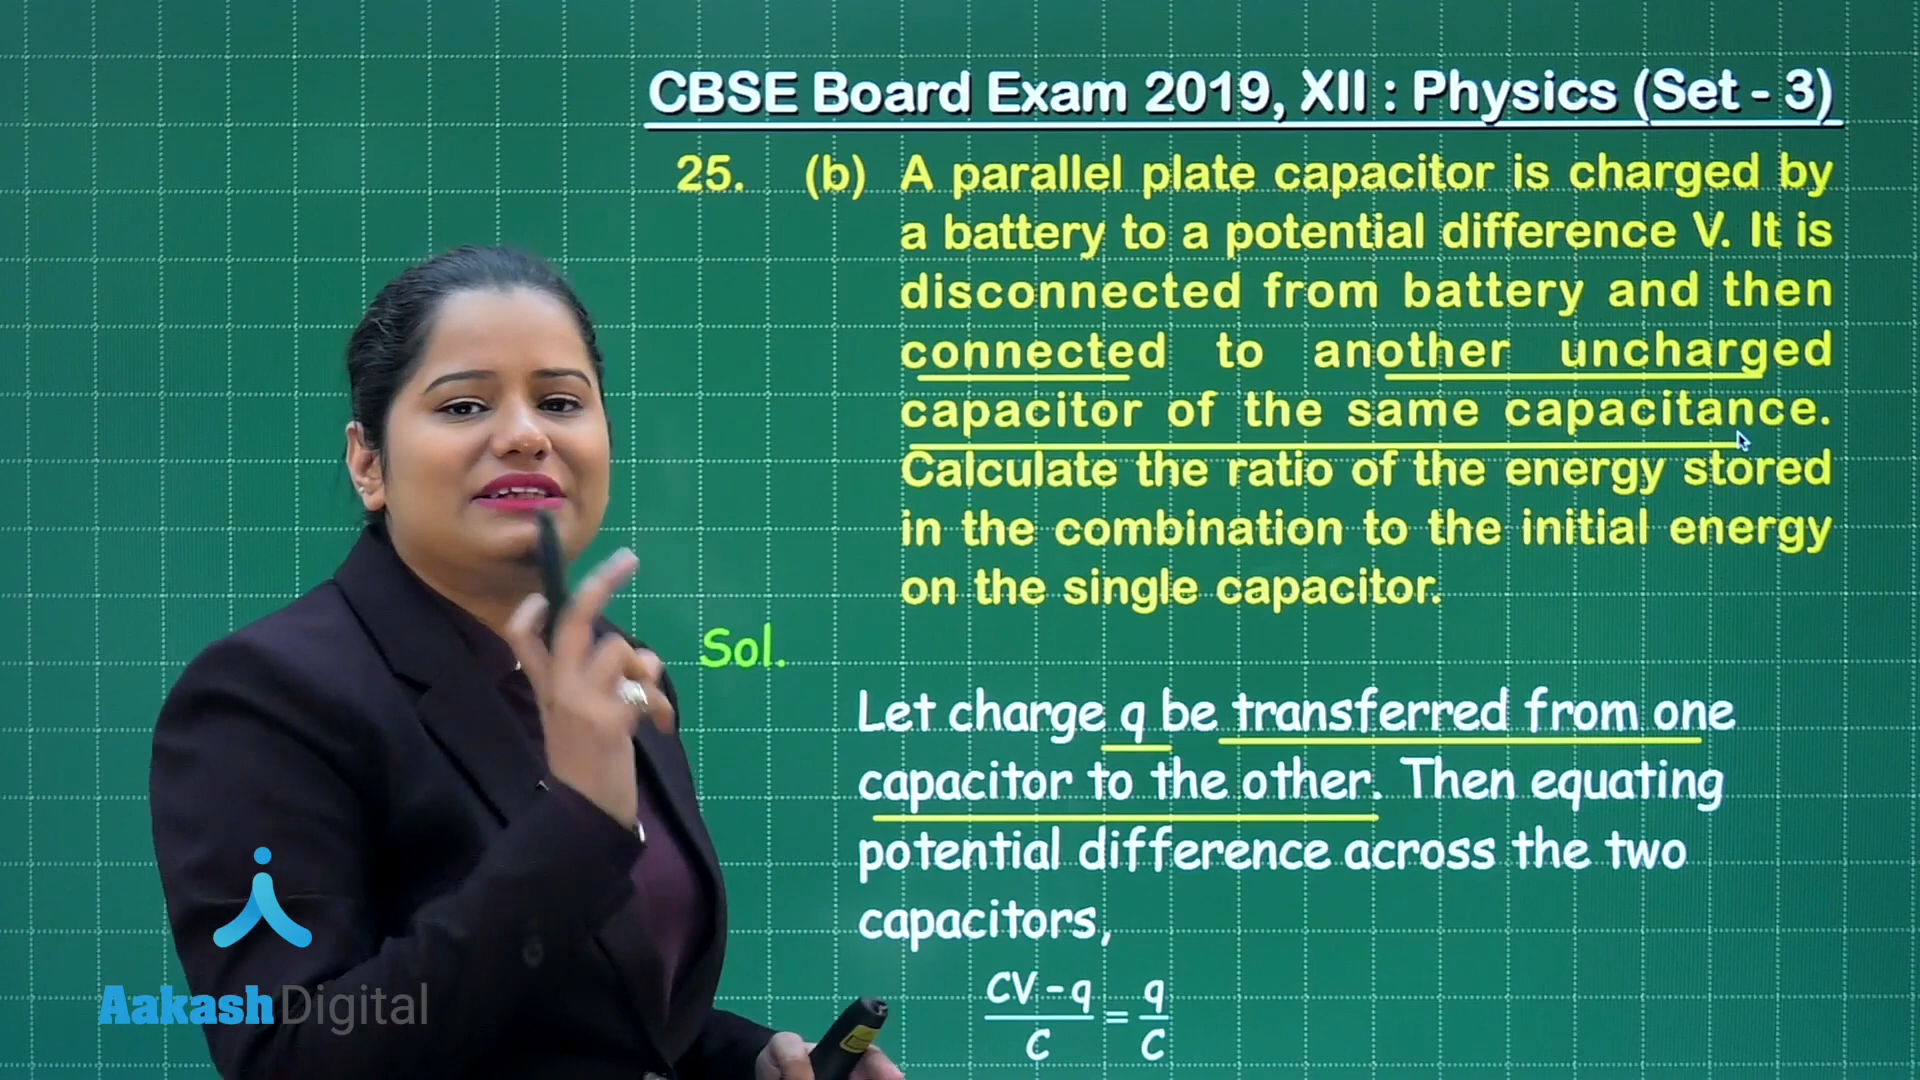 CBSE Board Exam 2019, XII : Physics (Set - 3)
25. (b) A parallel plate capacitor is charged by
a battery to a potential difference V. It is
disconnected from battery and then
connected to another uncharged
capacitor of the same capacitance.
Calculate the ratio of the energy stored
in the combination to the initial energy
on the single capacitor.
Sol.
Let charge q be transferred from one
capacitor to the other. Then equating
potential difference across the two
capacitors,
CV - q / C = q / C
Aakash Digital